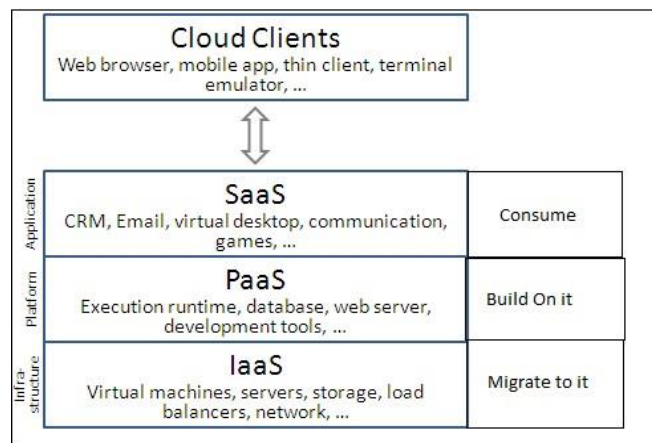 Cloud Clients
Web browser, mobile app, thin client, terminal
emulator, ...
Application
SaaS
CRM, Email, virtual desktop, communication,
games, ...
Consume
Platform
PaaS
Execution runtime, database, web server,
development tools, ...
Build On it
Infra-
structure
IaaS
Virtual machines, servers, storage, load
balancers, network, ...
Migrate to it